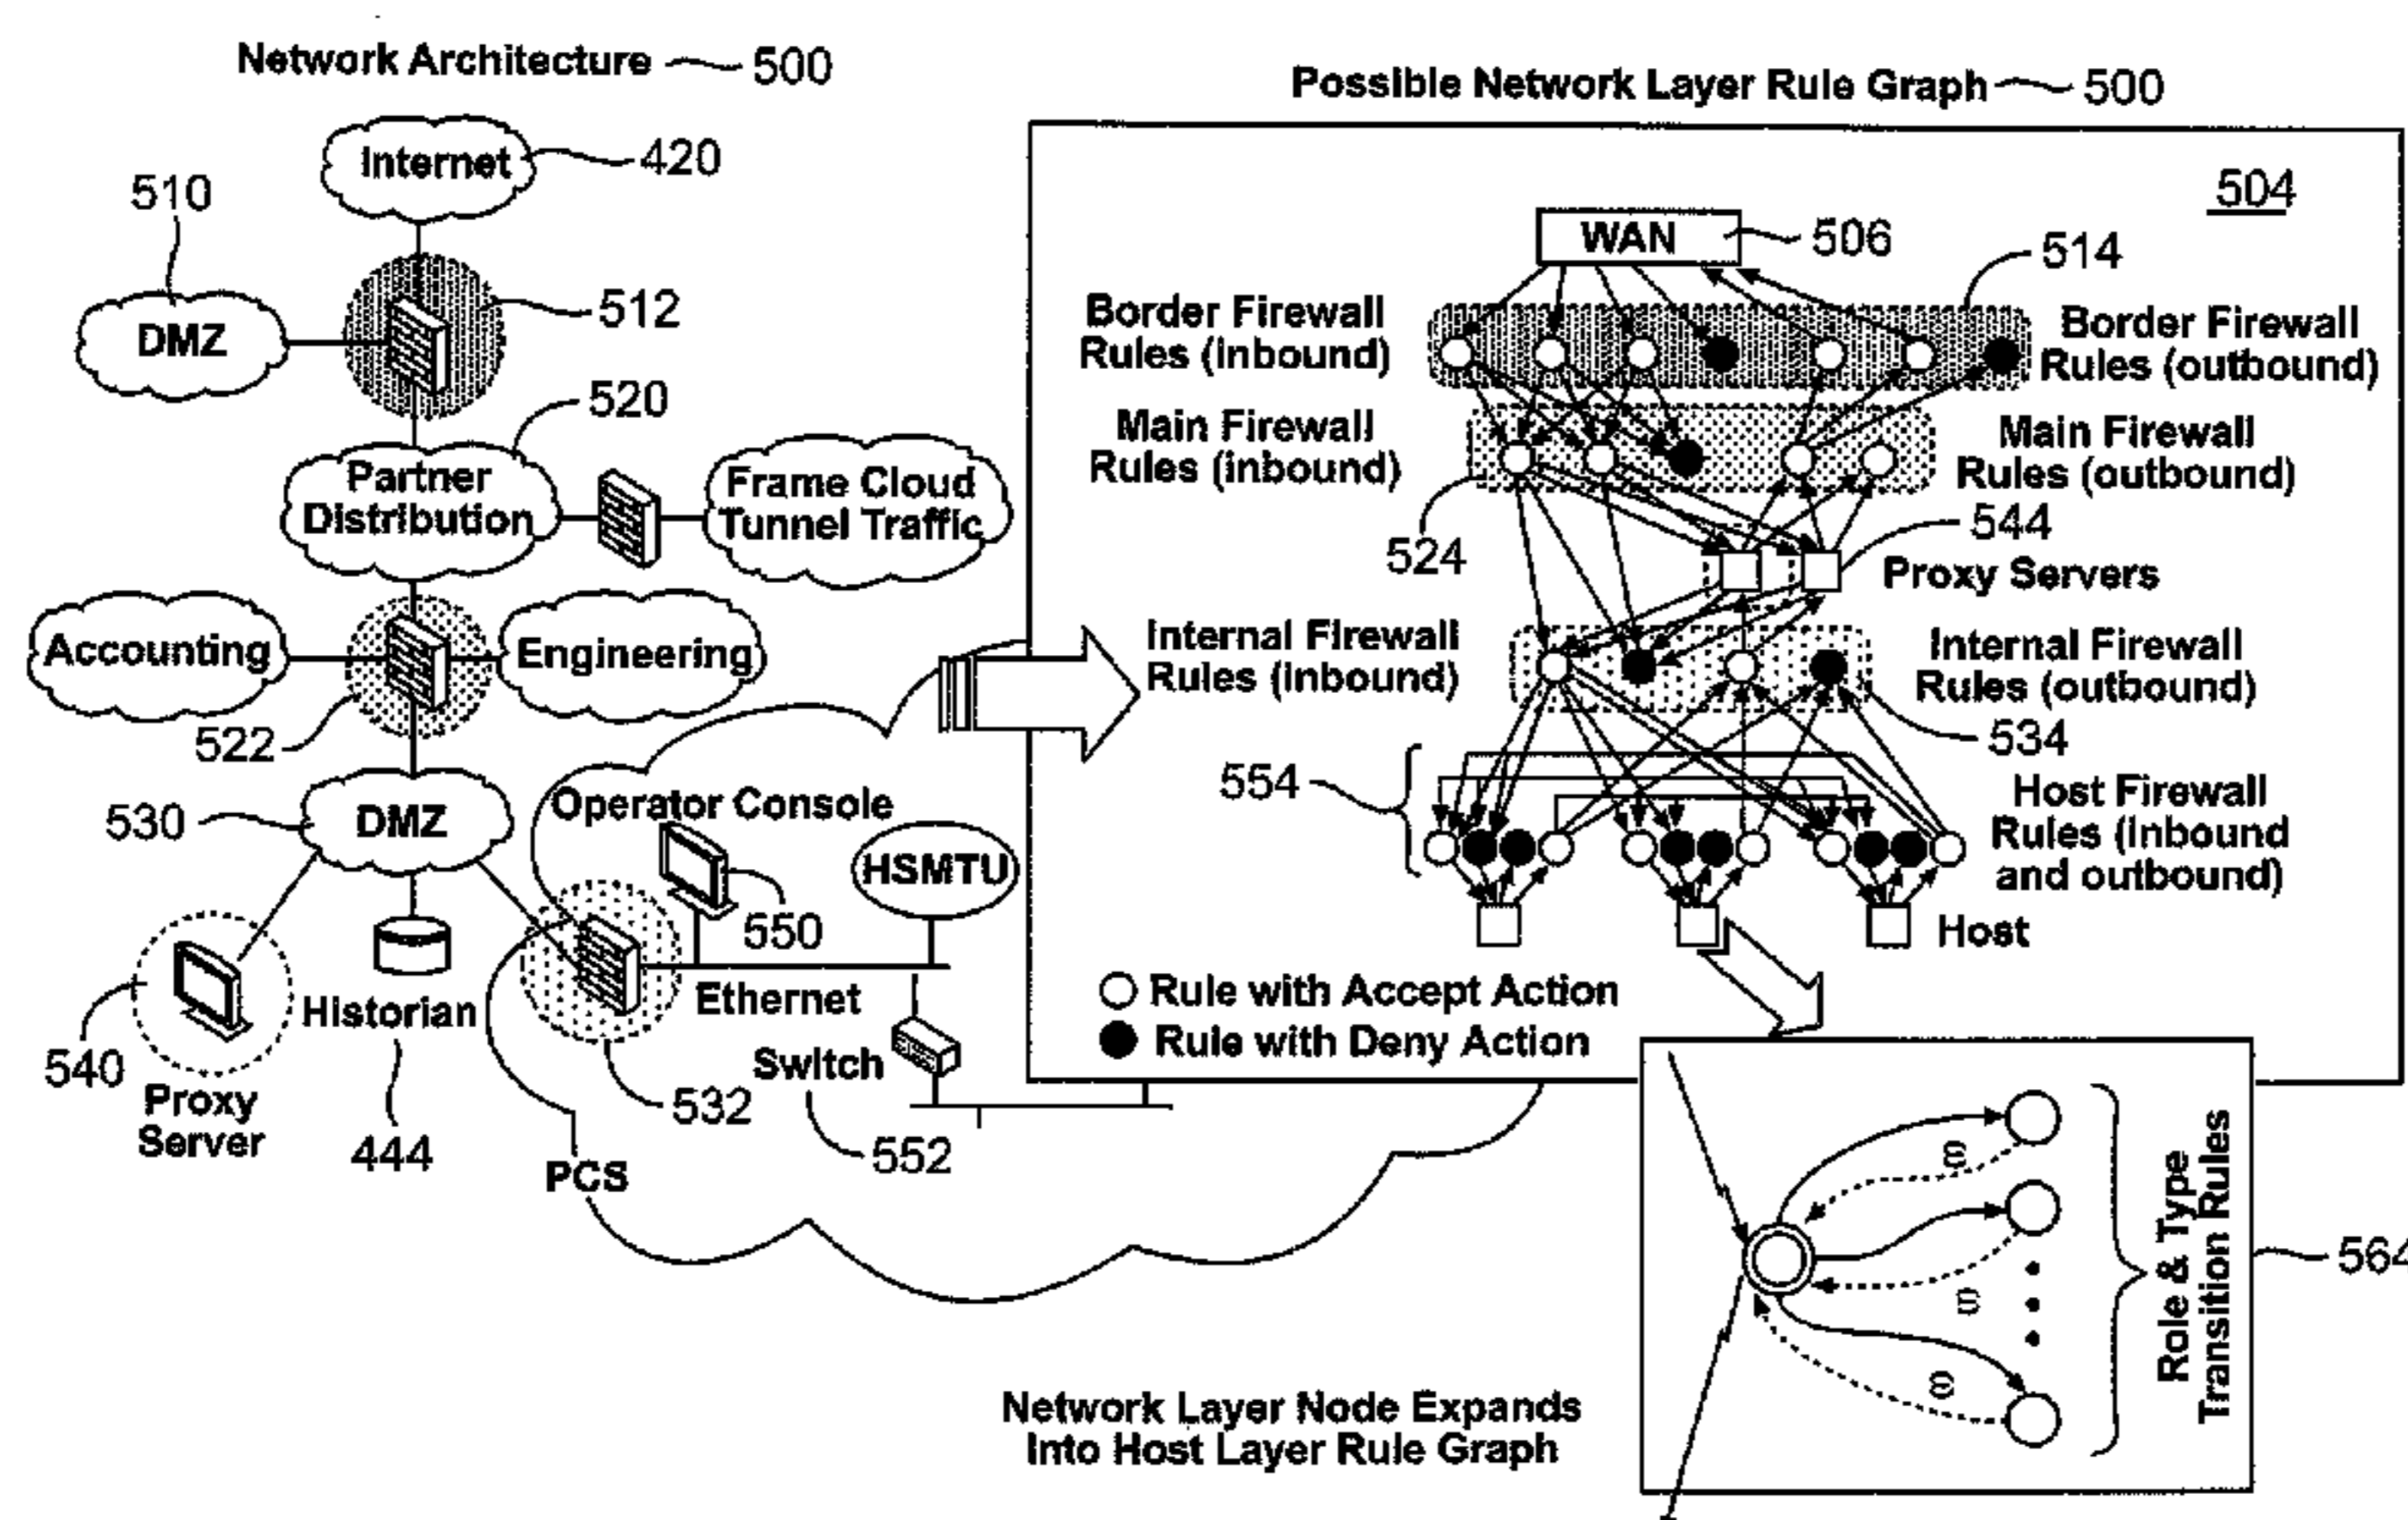 Network Architecture
500
Internet
420
510
DMZ
512
520
Partner
Distribution
Frame Cloud
Tunnel Traffic
Accounting
Engineering
522
530
DMZ
Operator Console
HSMTU
550
Historian
Ethernet
540
Proxy
Server
444
532
Switch
552
PCS
Possible Network Layer Rule Graph
500
504
WAN
506
514
Border Firewall
Rules (inbound)
Border Firewall
Rules (outbound)
Main Firewall
Rules (inbound)
Main Firewall
Rules (outbound)
524
544
Proxy Servers
Internal Firewall
Rules (inbound)
Internal Firewall
Rules (outbound)
534
554
Host Firewall
Rules (inbound
and outbound)
Host
Rule with Accept Action
Rule with Deny Action
Role & Type
Transition Rules
564
Network Layer Node Expands
Into Host Layer Rule Graph